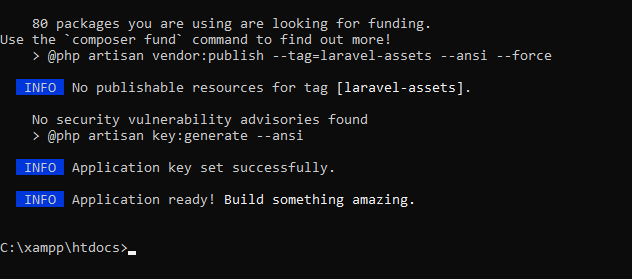 80 packages you are using are looking for funding.
Use the `composer fund` command to find out more!
> @php artisan vendor:publish --tag=laravel-assets --ansi --force
INFO No publishable resources for tag [laravel-assets].
No security vulnerability advisories found
> @php artisan key:generate --ansi
INFO Application key set successfully.
INFO Application ready! Build something amazing.
C:\xampp\htdocs>